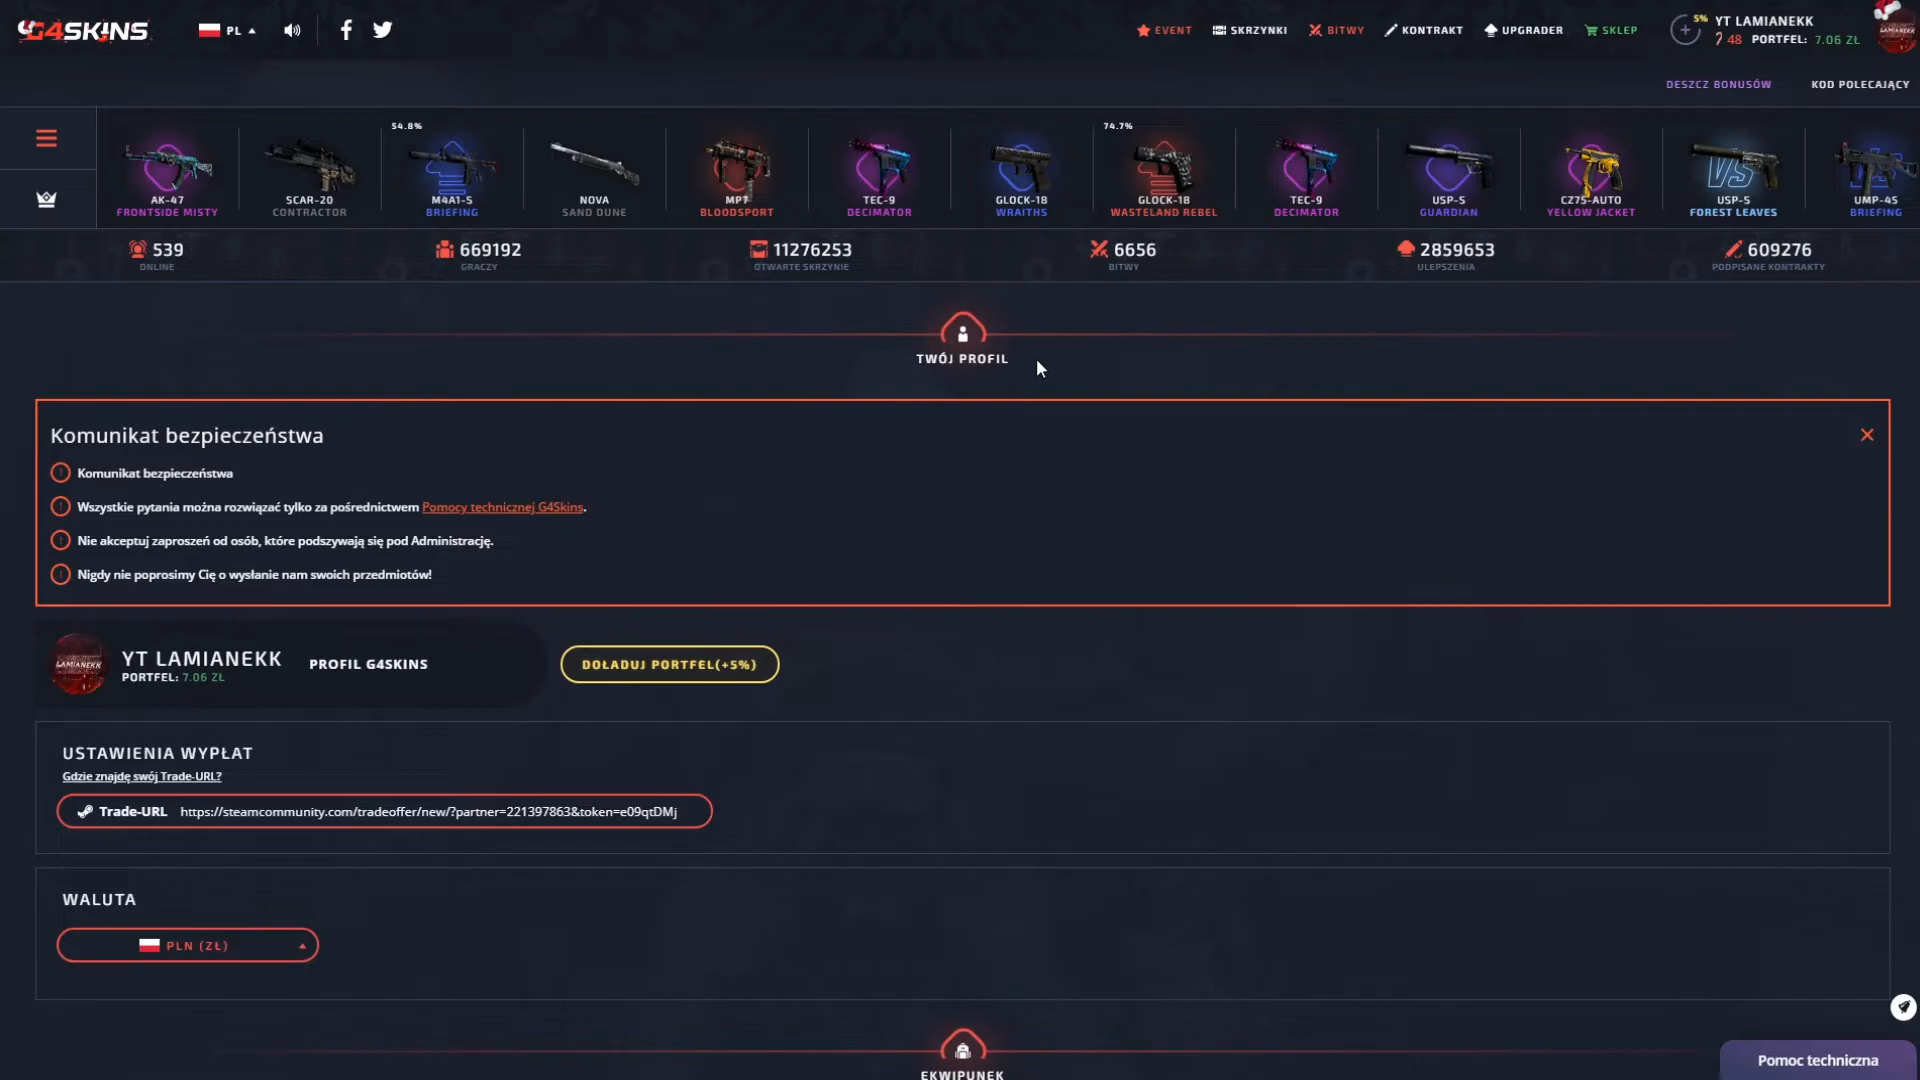 G4SKINS
PL
EVENT
SKRZYNKI
BITWY
KONTRAKT
UPGRADER
SKLEP
5%
YT LAMIANEKK
48 PORTFEL: 7.06 ZŁ
DESZCZ BONUSÓW
KOD POLECAJĄCY
AK-47
FRONTSIDE MISTY
SCAR-20
CONTRACTOR
54.8%
M4A1-S
BRIEFING
NOVA
SAND DUNE
MP7
BLOODSPORT
TEC-9
DECIMATOR
GLOCK-18
WRAITHS
74.7%
GLOCK-18
WASTELAND REBEL
TEC-9
DECIMATOR
USP-S
GUARDIAN
CZ75-AUTO
YELLOW JACKET
VS
USP-S
FOREST LEAVES
UMP-45
BRIEFING
539
ONLINE
669192
GRACZY
11276253
OTWARTE SKRZYNIE
6656
BITWY
2859653
ULEPSZENIA
609276
PODPISANE KONTRAKTY
TWÓJ PROFIL
Komunikat bezpieczeństwa
Komunikat bezpieczeństwa
Wszystkie pytania można rozwiązać tylko za pośrednictwem Pomocy technicznej G4Skins.
Nie akceptuj zaproszeń od osób, które podszywają się pod Administrację.
Nigdy nie poprosimy Cię o wysłanie nam swoich przedmiotów!
LAMIANEKK
YT LAMIANEKK
PORTFEL: 7.06 ZŁ
PROFIL G4SKINS
DOŁADUJ PORTFEL(+5%)
USTAWIENIA WYPŁAT
Gdzie znajdę swój Trade-URL?
Trade-URL https://steamcommunity.com/tradeoffer/new/?partner=221397863&token=e09qtDMj
WALUTA
PLN (ZŁ)
EKWIPUNEK
Pomoc techniczna